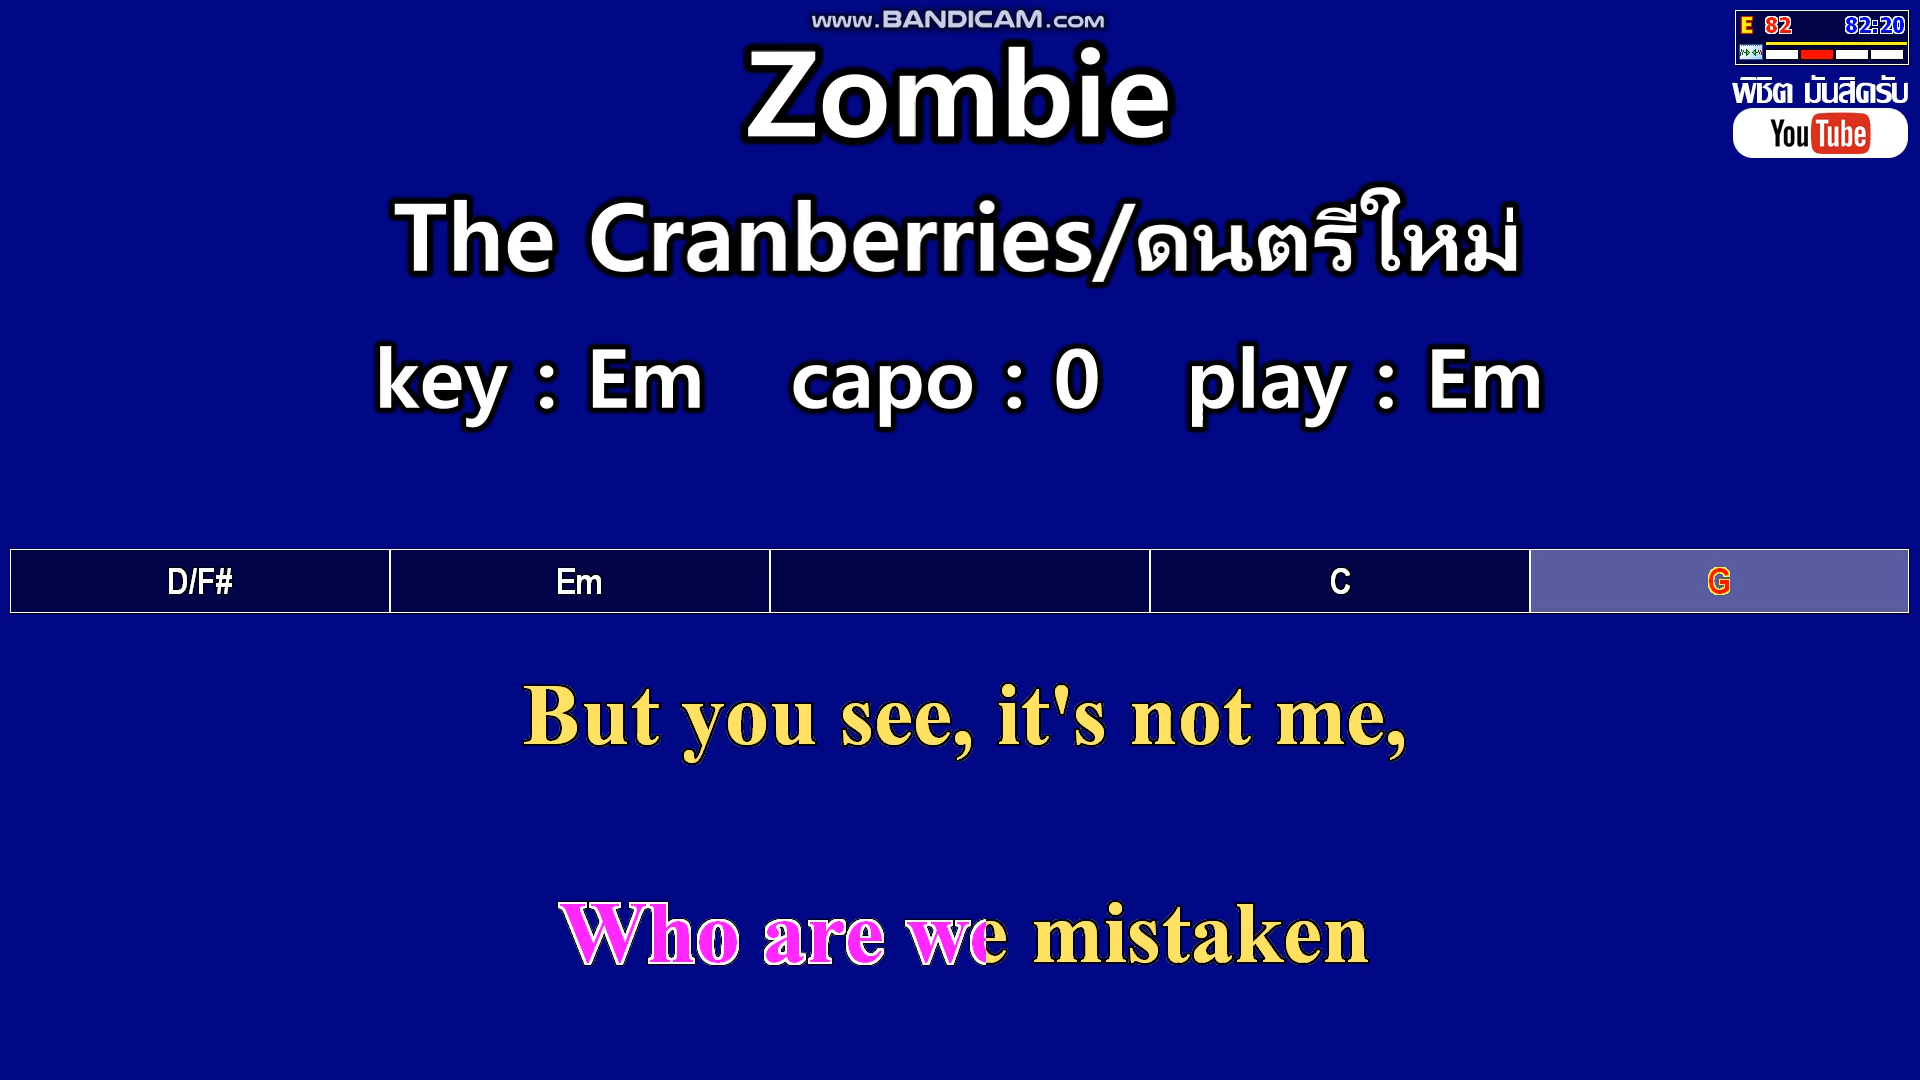 www.BANDICAM.com
E 82 82:20
Zombie
พิชิต มันสิดรับ
YouTube
The Cranberries/ดนตรีใหม่
key : Em capo : 0 play : Em
D/F# Em C G
But you see, it's not me,
Who are we mistaken